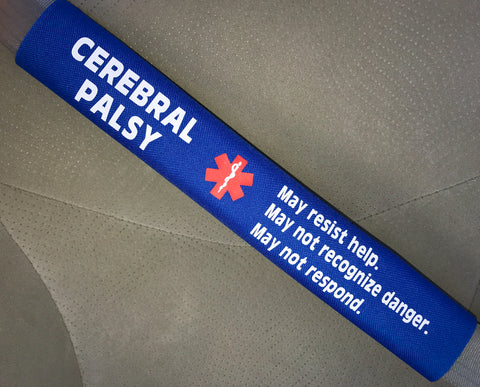 CEREBRAL
PALSY
May resist help.
May not recognize danger.
May not respond.